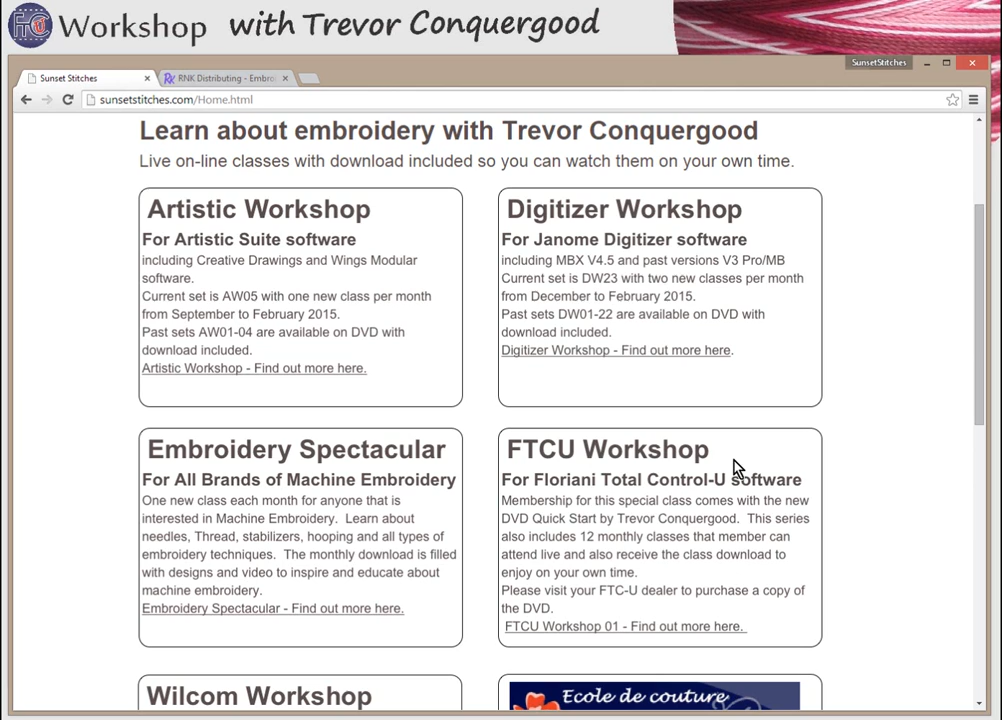 FTCU Workshop with Trevor Conquergood
SunsetStitches
Sunset Stitches
RNK Distributing - Embro
sunsetstitches.com/Home.html
Learn about embroidery with Trevor Conquergood
Live on-line classes with download included so you can watch them on your own time.
Artistic Workshop
For Artistic Suite software
including Creative Drawings and Wings Modular
software.
Current set is AW05 with one new class per month
from September to February 2015.
Past sets AW01-04 are available on DVD with
download included.
Artistic Workshop - Find out more here.
Digitizer Workshop
For Janome Digitizer software
including MBX V4.5 and past versions V3 Pro/MB
Current set is DW23 with two new classes per month
from December to February 2015.
Past sets DW01-22 are available on DVD with
download included.
Digitizer Workshop - Find out more here.
Embroidery Spectacular
For All Brands of Machine Embroidery
One new class each month for anyone that is
interested in Machine Embroidery. Learn about
needles, Thread, stabilizers, hooping and all types of
embroidery techniques. The monthly download is filled
with designs and video to inspire and educate about
machine embroidery.
Embroidery Spectacular - Find out more here.
FTCU Workshop
For Floriani Total Control-U software
Membership for this special class comes with the new
DVD Quick Start by Trevor Conquergood. This series
also includes 12 monthly classes that member can
attend live and also receive the class download to
enjoy on your own time.
Please visit your FTC-U dealer to purchase a copy of
the DVD.
FTCU Workshop 01 - Find out more here.
Wilcom Workshop
Ecole de couture